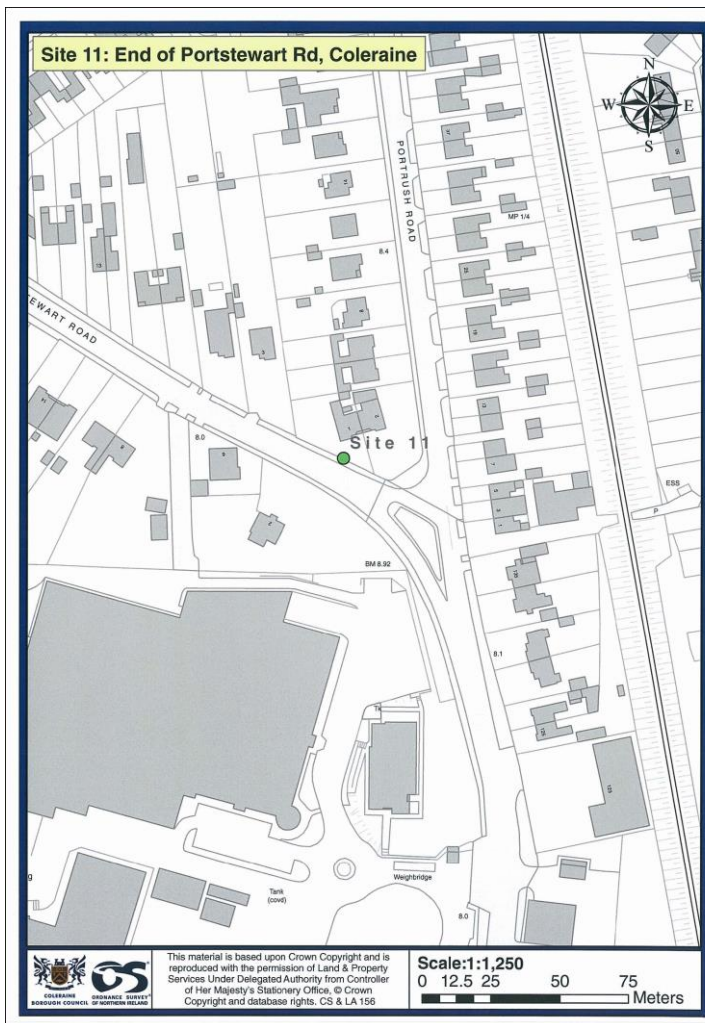 Site 11: End of Portstewart Rd, Coleraine
N
W E
S
PORTRUSH ROAD
MP 1/4
8.4
TEWART ROAD
Site 11
8.0
ESS
P
BM 8.92
8.1
Weighbridge
Tank
(covd)
8.0
COLERAINE
BOROUGH COUNCIL
OS
ORDNANCE SURVEY
OF NORTHERN IRELAND
This material is based upon Crown Copyright and is
reproduced with the permission of Land & Property
Services Under Delegated Authority from Controller
of Her Majesty's Stationery Office, © Crown
Copyright and database rights. CS & LA 156
Scale:1:1,250
0 12.5 25 50 75
Meters